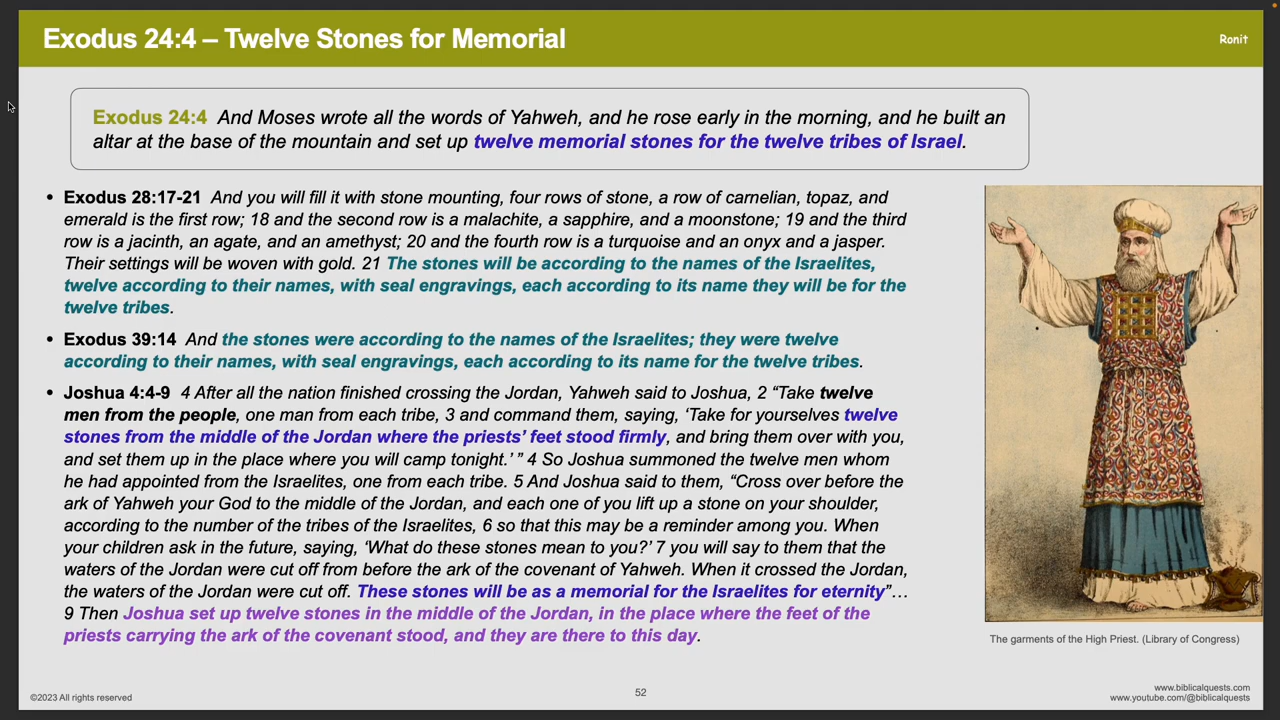 Exodus 24:4 – Twelve Stones for Memorial
Ronit
Exodus 24:4 And Moses wrote all the words of Yahweh, and he rose early in the morning, and he built an
altar at the base of the mountain and set up twelve memorial stones for the twelve tribes of Israel.
• Exodus 28:17-21 And you will fill it with stone mounting, four rows of stone, a row of carnelian, topaz, and
emerald is the first row; 18 and the second row is a malachite, a sapphire, and a moonstone; 19 and the third
row is a jacinth, an agate, and an amethyst; 20 and the fourth row is a turquoise and an onyx and a jasper.
Their settings will be woven with gold. 21 The stones will be according to the names of the Israelites,
twelve according to their names, with seal engravings, each according to its name they will be for the
twelve tribes.
• Exodus 39:14 And the stones were according to the names of the Israelites; they were twelve
according to their names, with seal engravings, each according to its name for the twelve tribes.
• Joshua 4:4-9 4 After all the nation finished crossing the Jordan, Yahweh said to Joshua, 2 “Take twelve
men from the people, one man from each tribe, 3 and command them, saying, ‘Take for yourselves twelve
stones from the middle of the Jordan where the priests’ feet stood firmly, and bring them over with you,
and set them up in the place where you will camp tonight.’ ” 4 So Joshua summoned the twelve men whom
he had appointed from the Israelites, one from each tribe. 5 And Joshua said to them, “Cross over before the
ark of Yahweh your God to the middle of the Jordan, and each one of you lift up a stone on your shoulder,
according to the number of the tribes of the Israelites, 6 so that this may be a reminder among you. When
your children ask in the future, saying, ‘What do these stones mean to you?’ 7 you will say to them that the
waters of the Jordan were cut off from before the ark of the covenant of Yahweh. When it crossed the Jordan,
the waters of the Jordan were cut off. These stones will be as a memorial for the Israelites for eternity”…
9 Then Joshua set up twelve stones in the middle of the Jordan, in the place where the feet of the
priests carrying the ark of the covenant stood, and they are there to this day.
The garments of the High Priest. (Library of Congress)
©2023 All rights reserved
52
www.biblicalquests.com
www.youtube.com/@biblicalquests